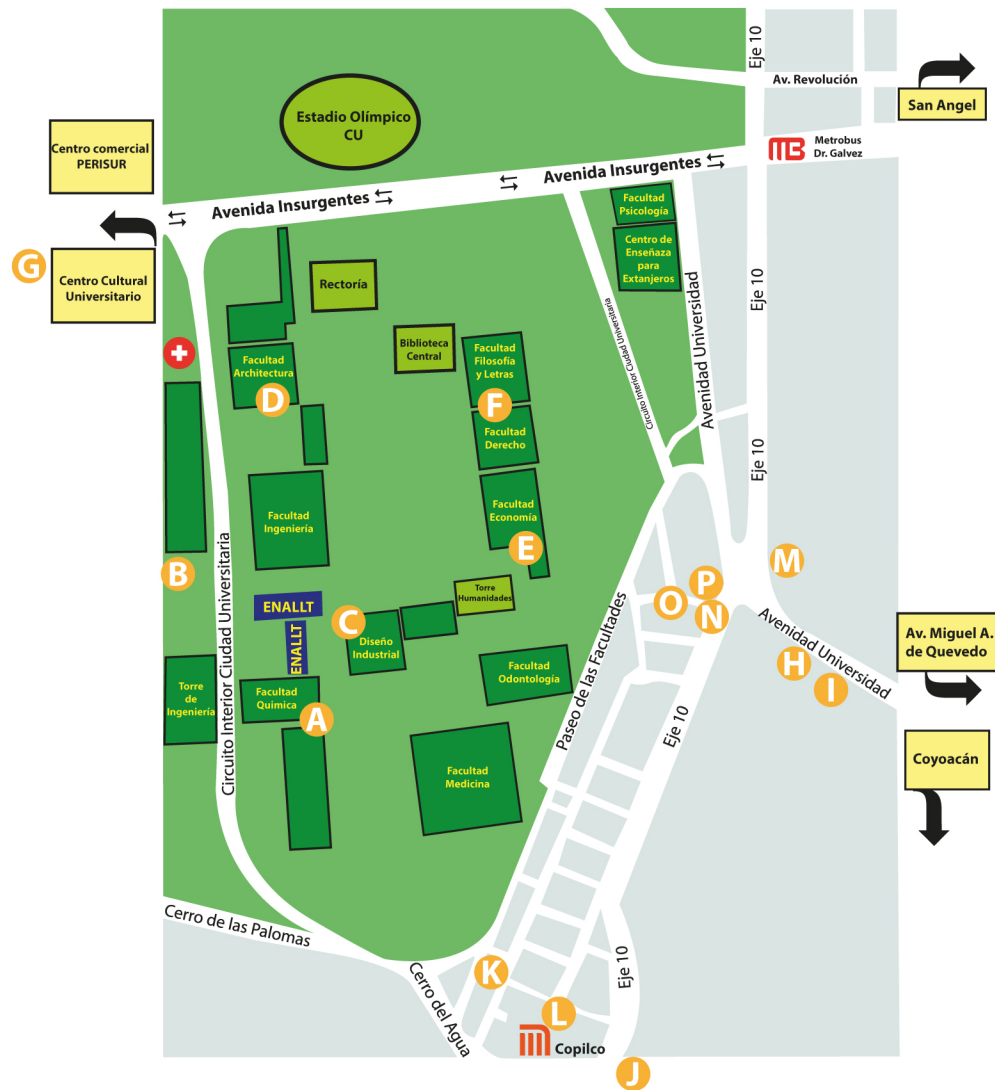 Eje 10
Av. Revolución
San Angel
Estadio Olímpico
CU
Centro comercial
PERISUR
Metrobus
Dr. Galvez
Avenida Insurgentes
Avenida Insurgentes
Facultad
Psicología
Centro de
Enseñaza
para
Extanjeros
G
Centro Cultural
Universitario
Rectoría
Eje 10
Avenidad Universidad
Circuito Interior Ciudad Universitaria
Biblioteca
Central
Facultad
Filosofía
y Letras
Facultad
Architectura
D
F
Facultad
Derecho
Eje 10
Facultad
Ingeniería
Facultad
Economía
E
B
M
P
O
N
ENALLT
Torre
Humanidades
C
ENALLT
Diseño
Industrial
Circuito Interior Ciudad Universitaria
Paseo de las Facultades
Avenidad Universidad
Av. Miguel A.
de Quevedo
H
I
Torre
de
Ingeniería
Facultad
Quimica
A
Facultad
Odontología
Eje 10
Coyoacán
Facultad
Medicina
Cerro de las Palomas
Cerro del Agua
K
Eje 10
L
Copilco
J